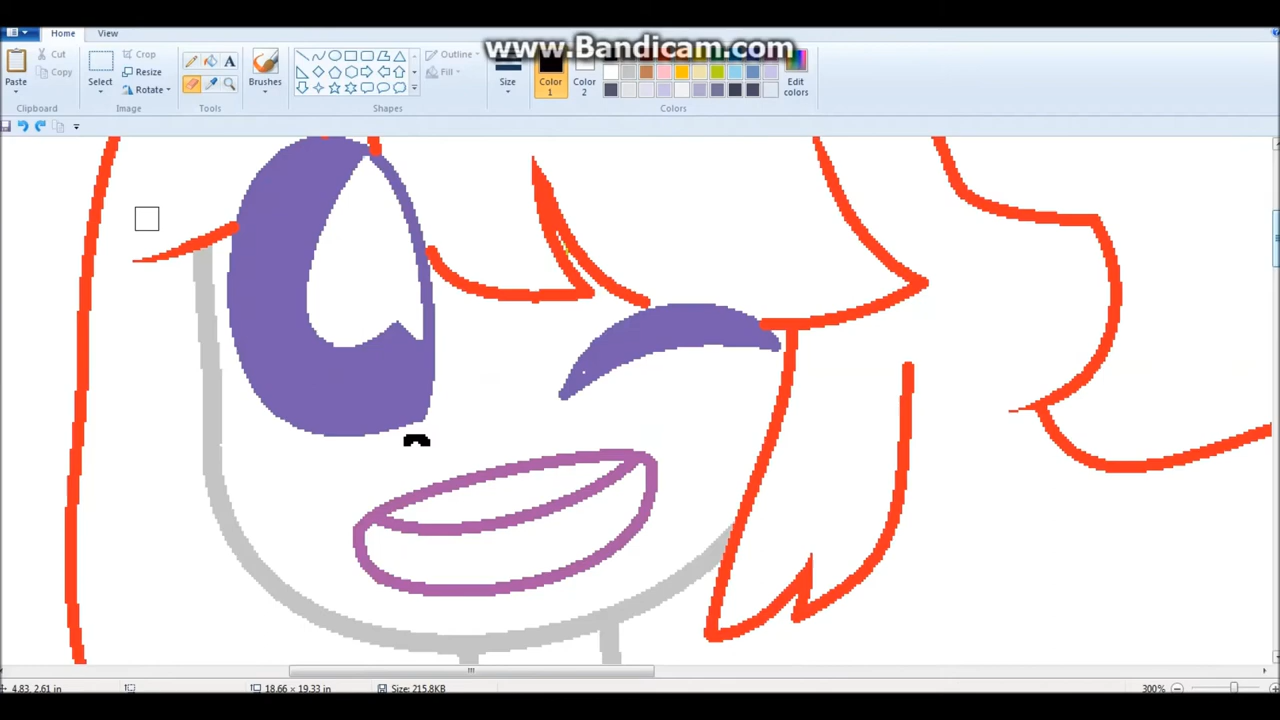 Home View
www.Bandicam.com
Cut
Copy
Paste
Crop
Resize
Rotate
Select
Brushes
Outline
Fill
Size
Color 1
Color 2
Edit colors
Clipboard
Image
Tools
Shapes
Colors
4.83, 2.61 in
18.66 × 19.33 in
Size: 215.8KB
300%